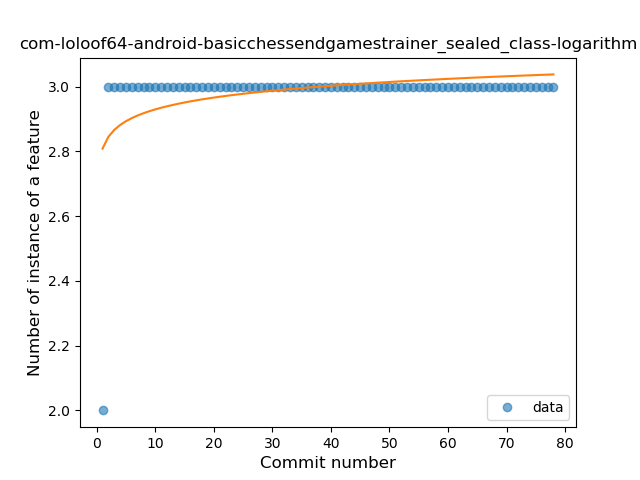 com-loloof64-android-basicchessendgamestrainer_sealed_class-logarithm
3.0
2.8
2.6
2.4
2.2
2.0
Number of instance of a feature
0 10 20 30 40 50 60 70 80
Commit number
data